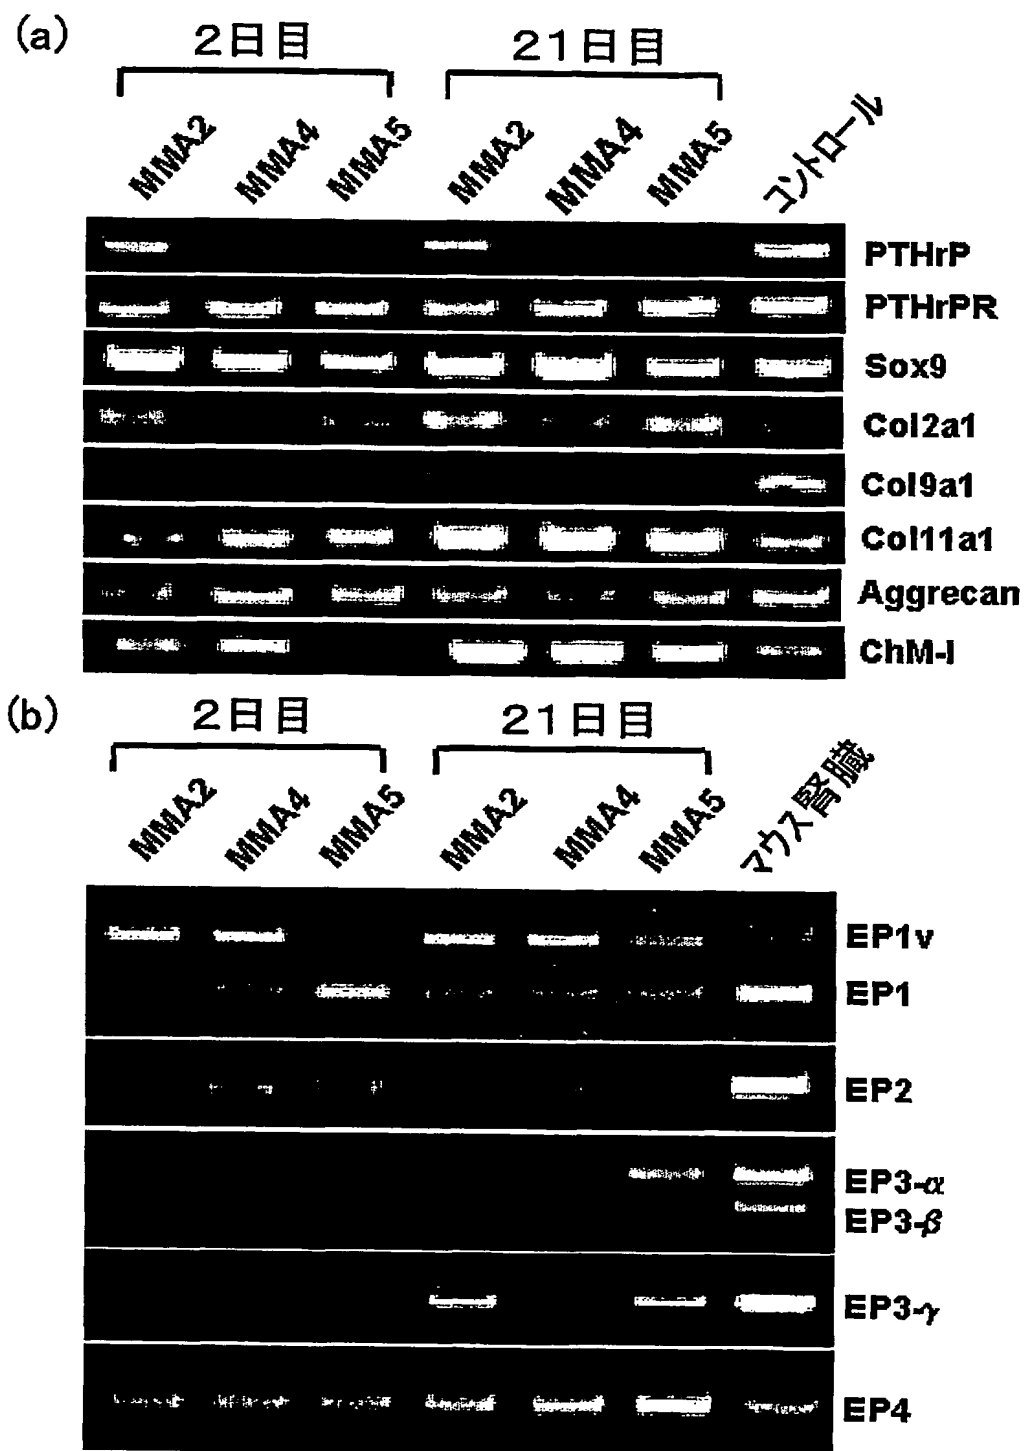 (a)
2日目 21日目
MMA2 MMA4 MMA5 MMA2 MMA4 MMA5 コントロール
PTHrP
PTHrPR
Sox9
Col2a1
Col9a1
Col11a1
Aggrecan
ChM-I
(b)
2日目 21日目
MMA2 MMA4 MMA5 MMA2 MMA4 MMA5 マウス腎臓
EP1v
EP1
EP2
EP3-α
EP3-β
EP3-γ
EP4